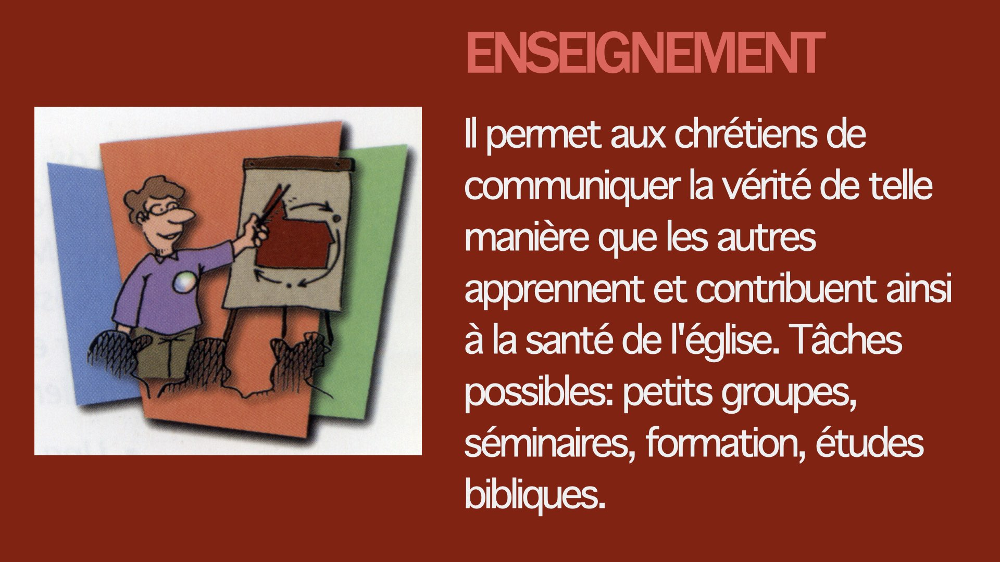 ENSEIGNEMENT
Il permet aux chrétiens de
communiquer la vérité de telle
manière que les autres
apprennent et contribuent ainsi
à la santé de l'église. Tâches
possibles: petits groupes,
séminaires, formation, études
bibliques.